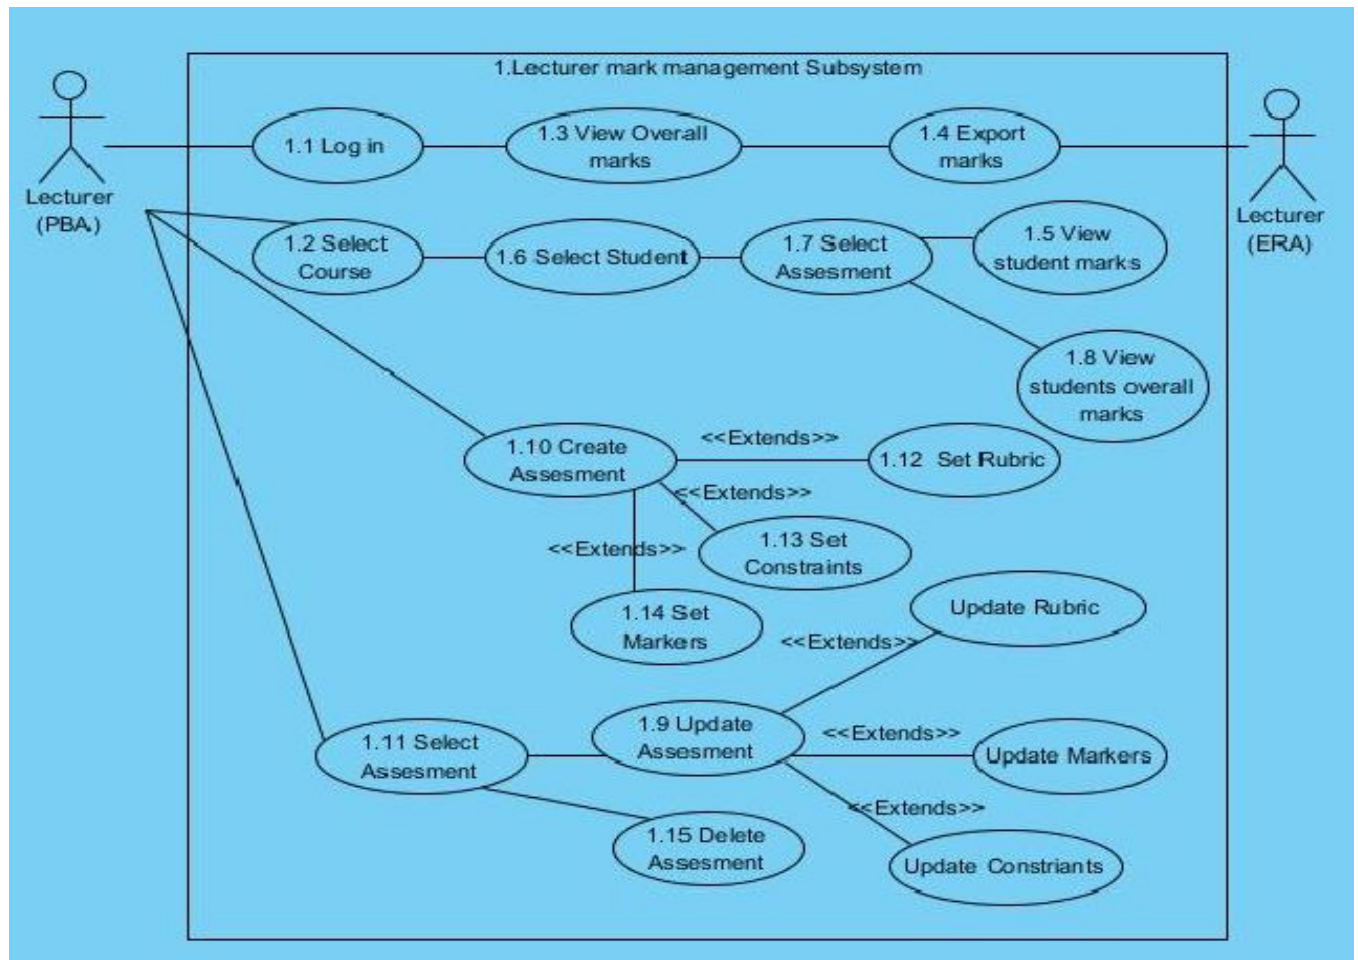 1.Lecturer mark management Subsystem
Lecturer
(PBA.)
1.1 Log in
1.3 View Overall
marks
1.4 Export
marks
Lecturer
(ERA)
1.2 Select
Course
1.6 Select Student
1.7 Select
Assesment
1.5 View
student marks
1.8 View
students overall
marks
1.10 Create
Assesment
<<Extends>>
1.12 Set Rubric
<<Extends>>
1.13 Set
Constraints
<<Extends>>
1.14 Set
Markers
Update Rubric
<<Extends>>
1.11 Select
Assesment
1.9 Update
Assesment
<<Extends>>
Update Markers
<<Extends>>
Update Constriants
1.15 Delete
Assesment